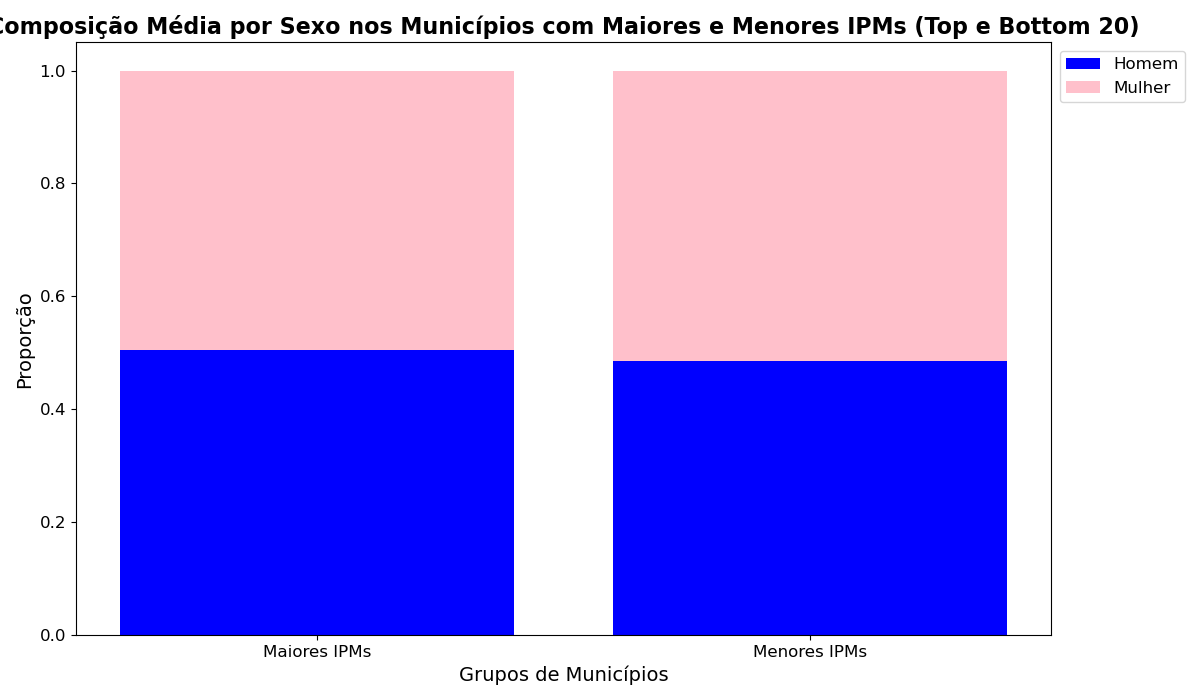 Composição Média por Sexo nos Municípios com Maiores e Menores IPMs (Top e Bottom 20)
Homem
Mulher
Proporção
1.0
0.8
0.6
0.4
0.2
0.0
Maiores IPMs
Menores IPMs
Grupos de Municípios